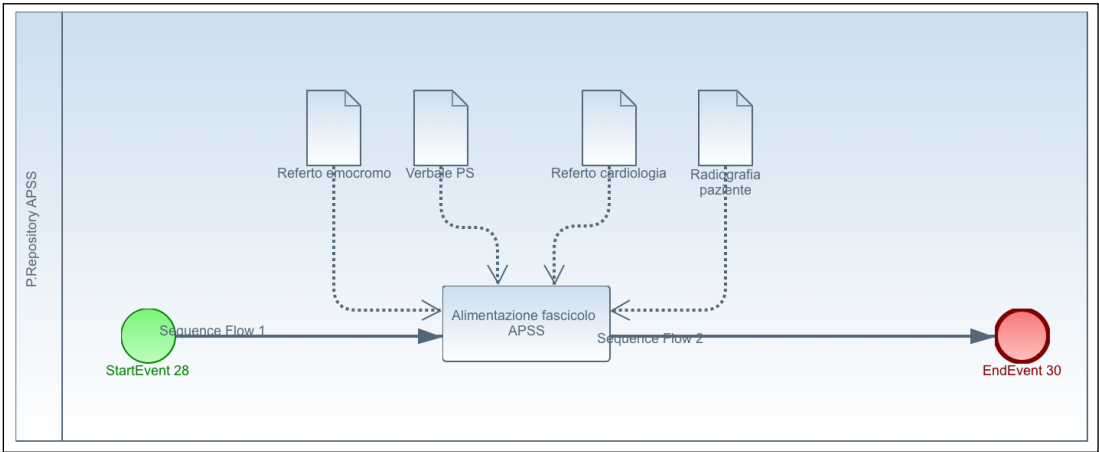 P.Repository APSS
Referto emocromo
Verbale PS
Referto cardiologia
Radiografia
paziente
Alimentazione fascicolo
APSS
Sequence Flow 1
Sequence Flow 2
StartEvent 28
EndEvent 30